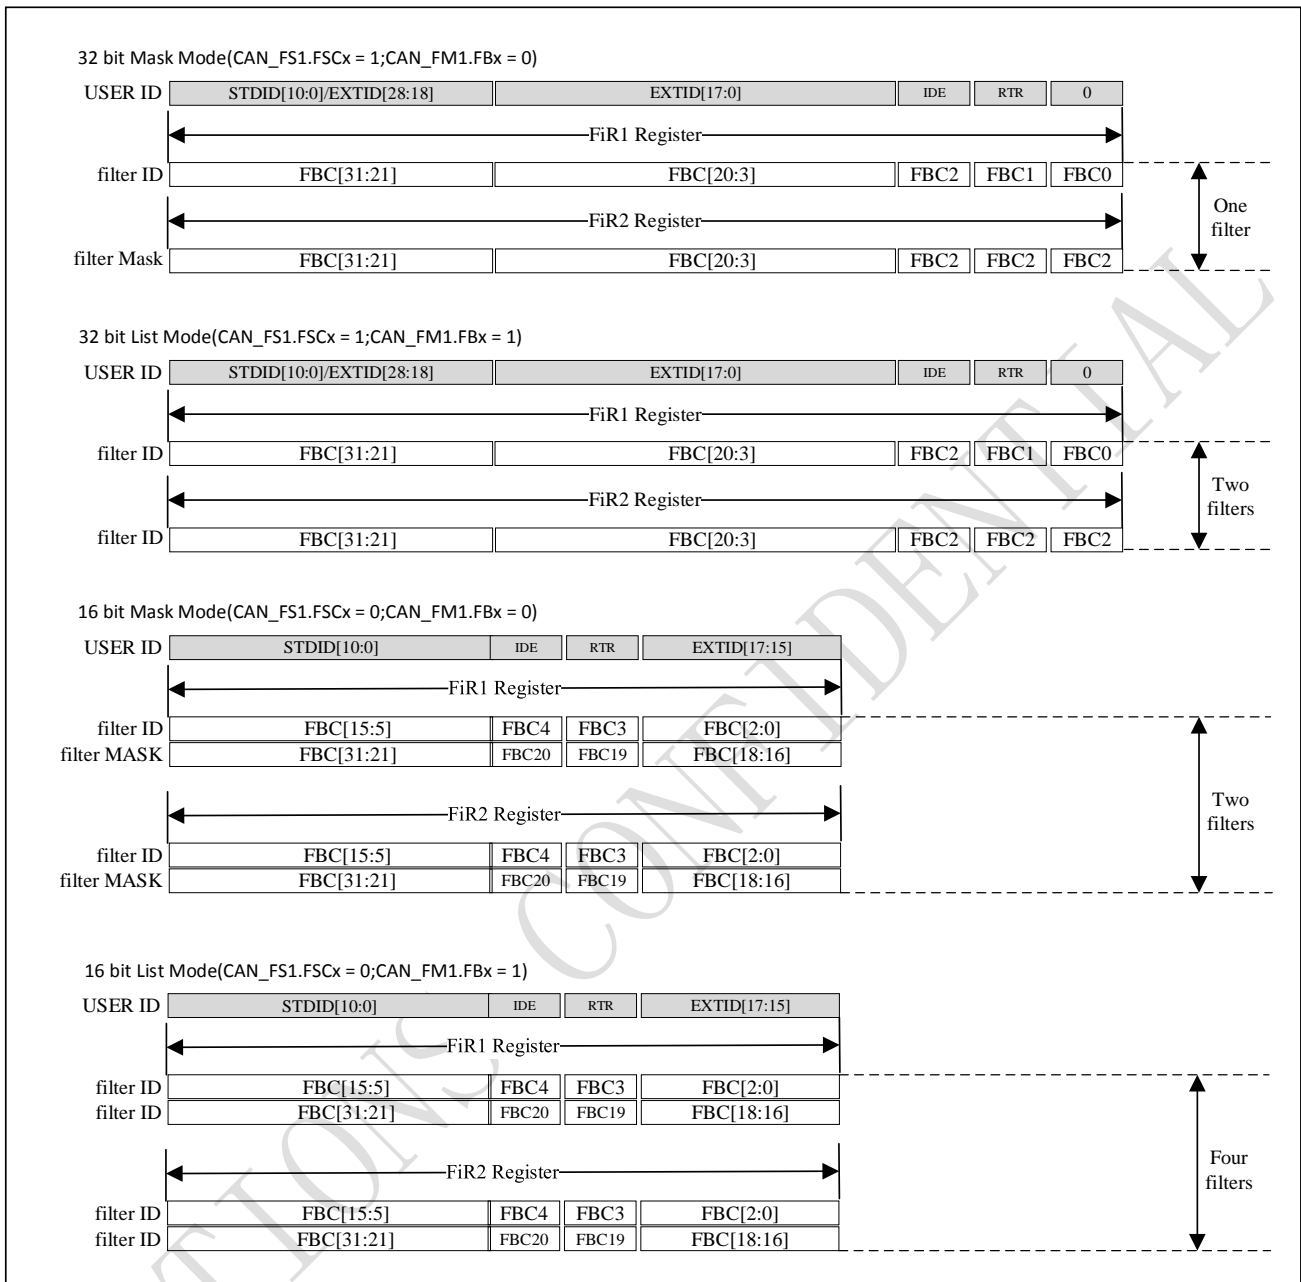 32 bit Mask Mode(CAN_FS1.FSCx = 1;CAN_FM1.FBx = 0)
USER ID STDID[10:0]/EXTID[28:18] EXTID[17:0] IDE RTR 0
FiR1 Register
filter ID FBC[31:21] FBC[20:3] FBC2 FBC1 FBC0
FiR2 Register
One
filter
filter Mask FBC[31:21] FBC[20:3] FBC2 FBC2 FBC2
32 bit List Mode(CAN_FS1.FSCx = 1;CAN_FM1.FBx = 1)
USER ID STDID[10:0]/EXTID[28:18] EXTID[17:0] IDE RTR 0
FiR1 Register
filter ID FBC[31:21] FBC[20:3] FBC2 FBC1 FBC0
FiR2 Register
Two
filters
filter ID FBC[31:21] FBC[20:3] FBC2 FBC2 FBC2
16 bit Mask Mode(CAN_FS1.FSCx = 0;CAN_FM1.FBx = 0)
USER ID STDID[10:0] IDE RTR EXTID[17:15]
FiR1 Register
filter ID FBC[15:5] FBC4 FBC3 FBC[2:0]
filter MASK FBC[31:21] FBC20 FBC19 FBC[18:16]
FiR2 Register
Two
filters
filter ID FBC[15:5] FBC4 FBC3 FBC[2:0]
filter MASK FBC[31:21] FBC20 FBC19 FBC[18:16]
16 bit List Mode(CAN_FS1.FSCx = 0;CAN_FM1.FBx = 1)
USER ID STDID[10:0] IDE RTR EXTID[17:15]
FiR1 Register
filter ID FBC[15:5] FBC4 FBC3 FBC[2:0]
filter ID FBC[31:21] FBC20 FBC19 FBC[18:16]
FiR2 Register
Four
filters
filter ID FBC[15:5] FBC4 FBC3 FBC[2:0]
filter ID FBC[31:21] FBC20 FBC19 FBC[18:16]
TIONS CONFIDENTIAL